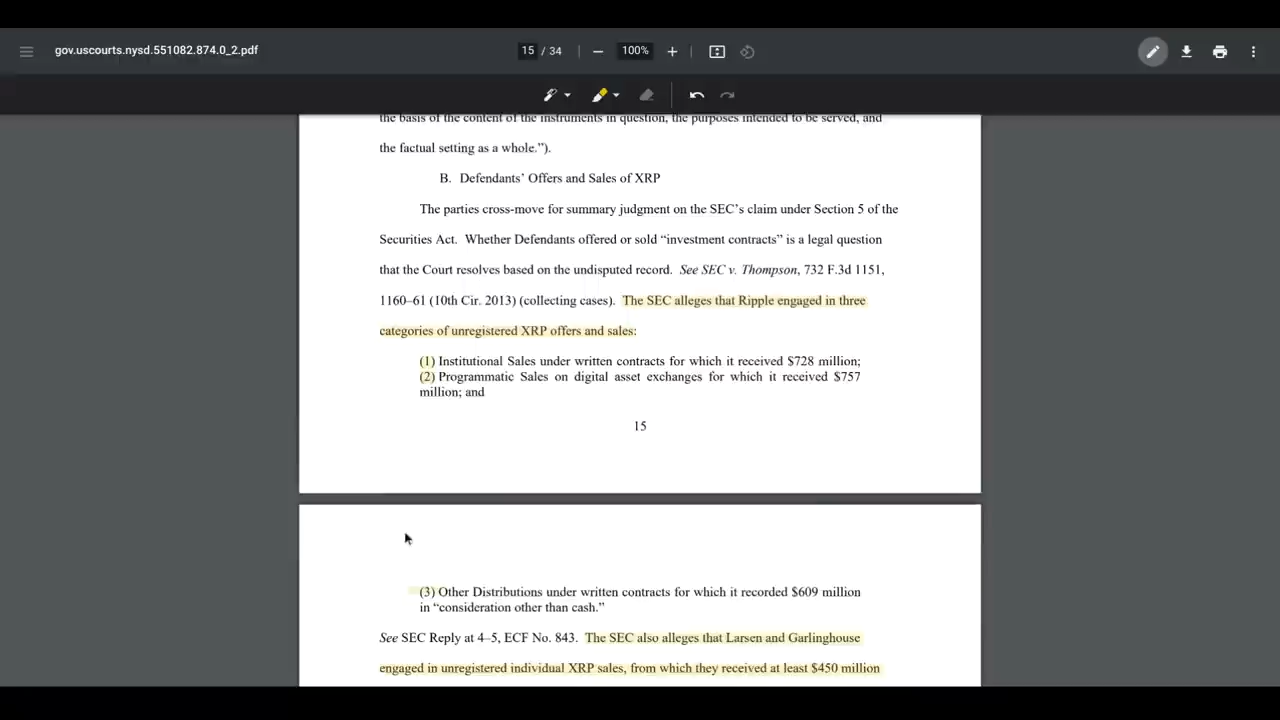 gov.uscourts.nysd.551082.874.0_2.pdf
15 / 34
100%
the basis of the content of the instruments in question, the purposes intended to be served, and
the factual setting as a whole.”).
B. Defendants’ Offers and Sales of XRP
The parties cross-move for summary judgment on the SEC’s claim under Section 5 of the
Securities Act. Whether Defendants offered or sold “investment contracts” is a legal question
that the Court resolves based on the undisputed record. See SEC v. Thompson, 732 F.3d 1151,
1160–61 (10th Cir. 2013) (collecting cases). The SEC alleges that Ripple engaged in three
categories of unregistered XRP offers and sales:
(1) Institutional Sales under written contracts for which it received $728 million;
(2) Programmatic Sales on digital asset exchanges for which it received $757
million; and
15
(3) Other Distributions under written contracts for which it recorded $609 million
in “consideration other than cash.”
See SEC Reply at 4–5, ECF No. 843. The SEC also alleges that Larsen and Garlinghouse
engaged in unregistered individual XRP sales, from which they received at least $450 million